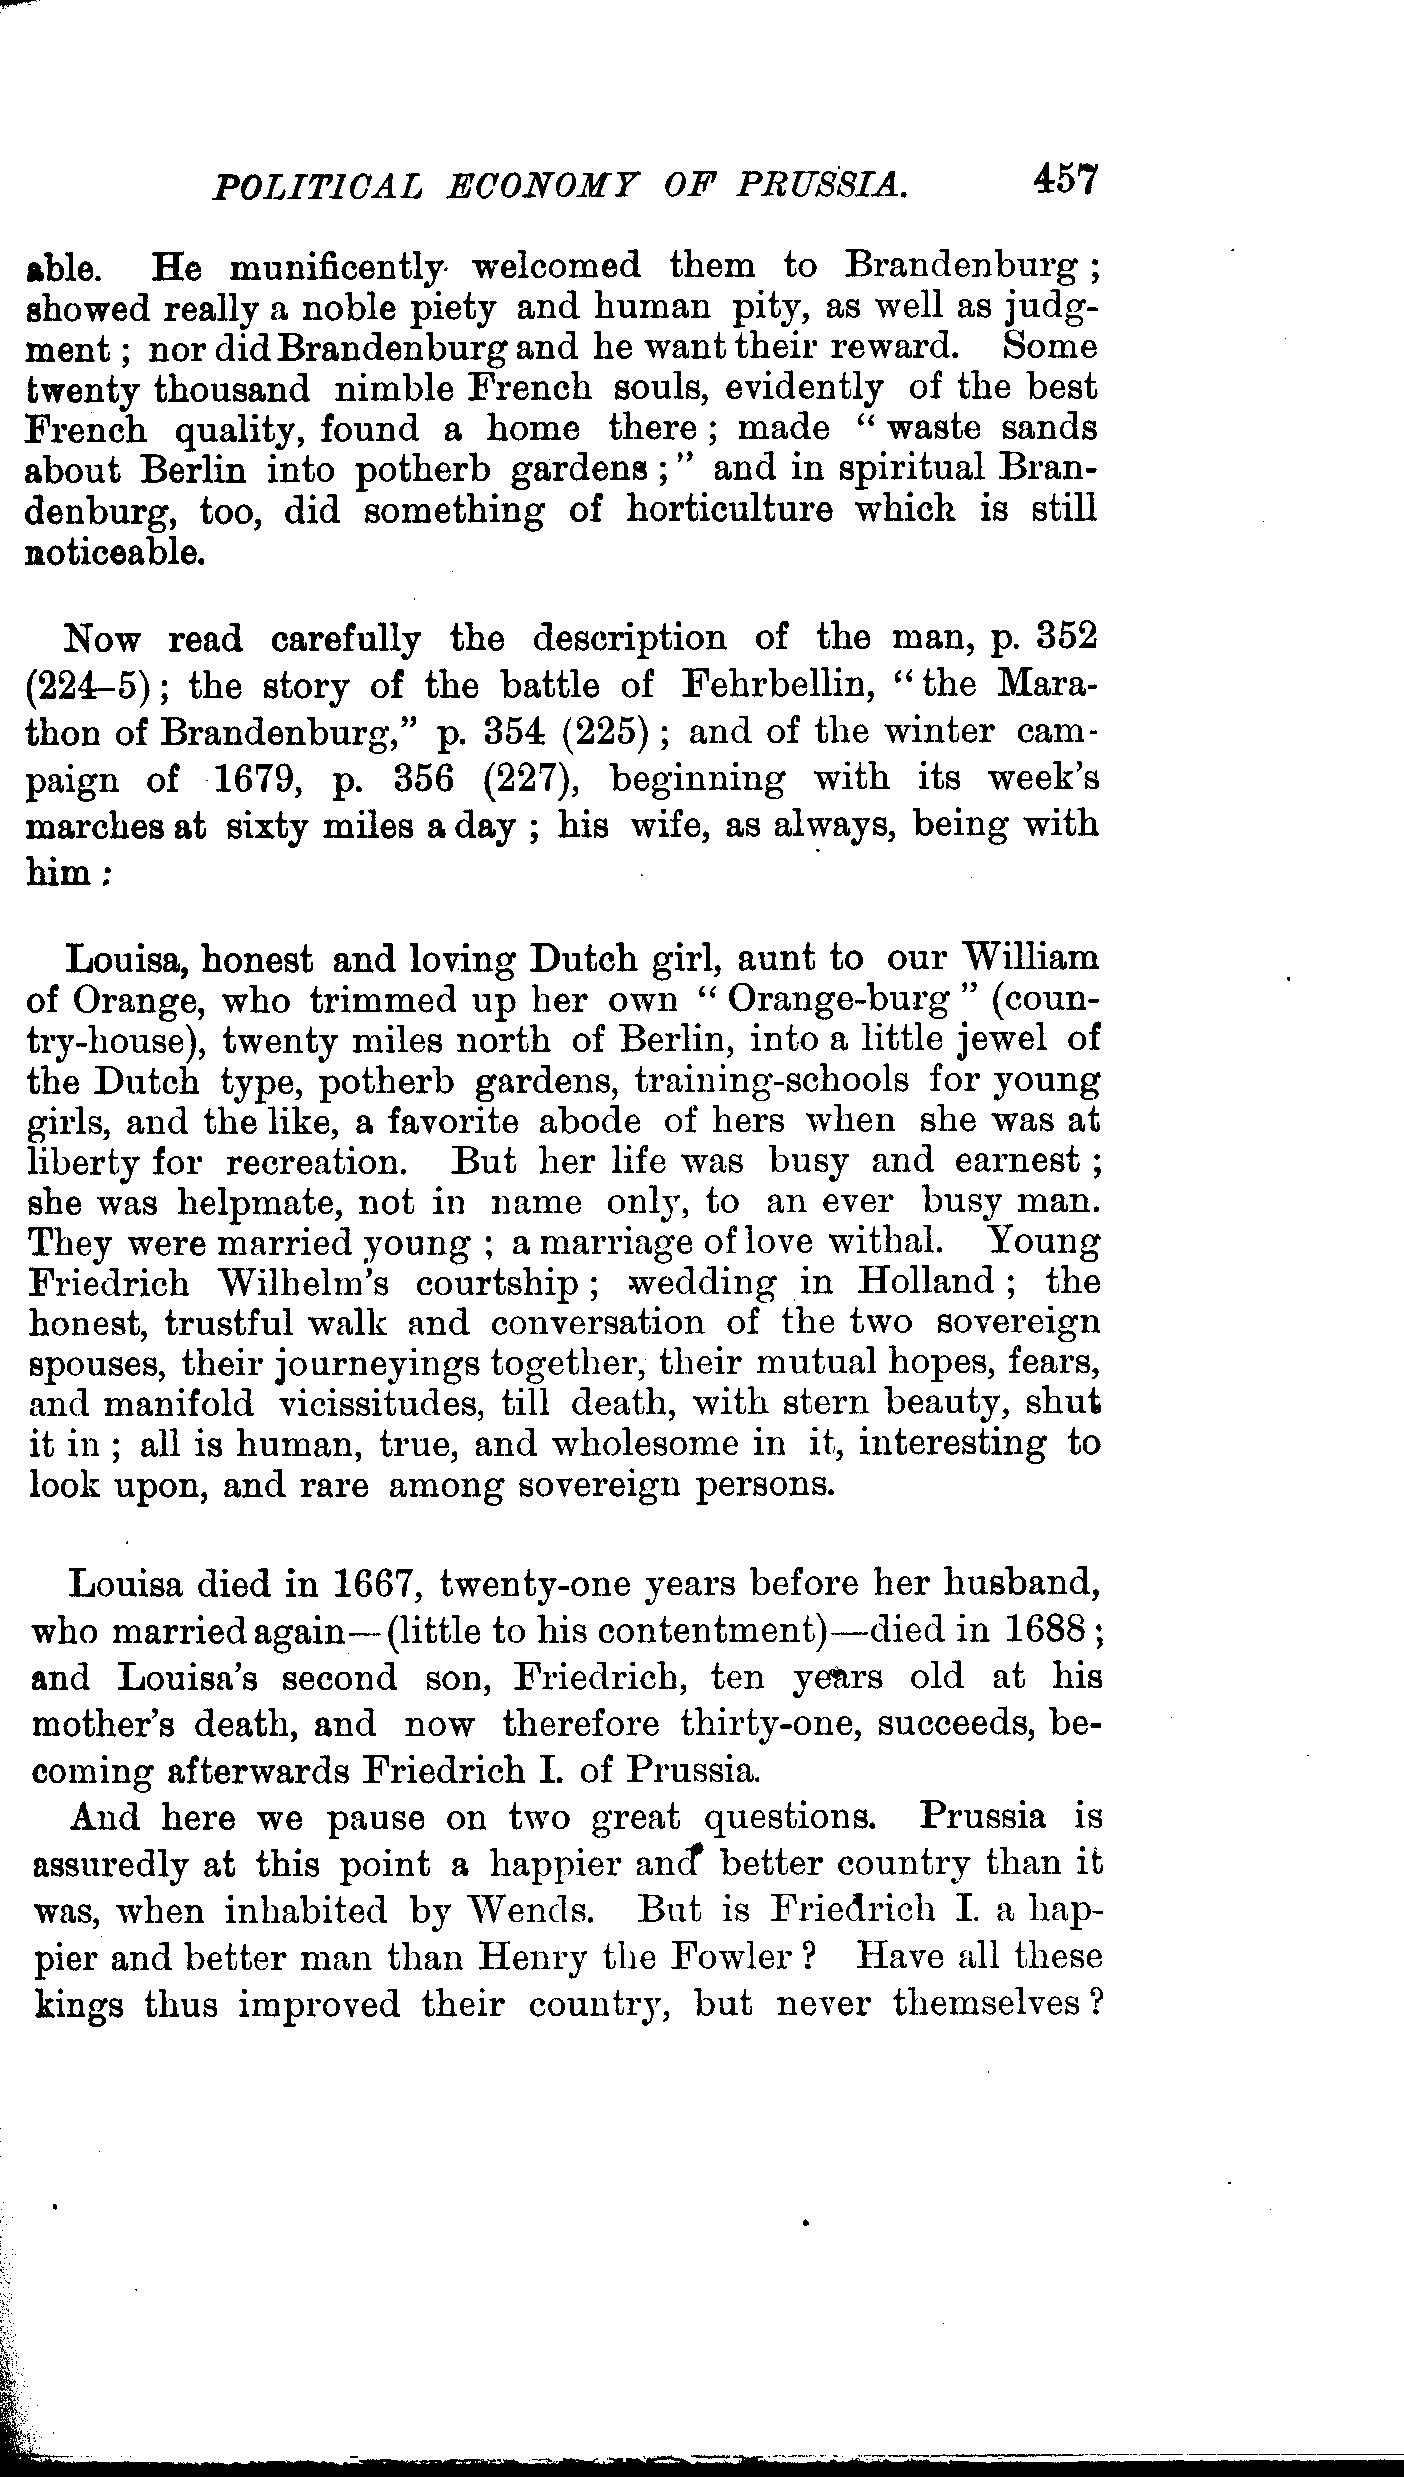 POLITICAL ECONOMY OF PRUSSIA. 457
able. He munificently welcomed them to Brandenburg ;
showed really a noble piety and human pity, as well as judg-
ment ; nor did Brandenburg and he want their reward. Some
twenty thousand nimble French souls, evidently of the best
French quality, found a home there ; made “ waste sands
about Berlin into potherb gardens ; ” and in spiritual Bran-
denburg, too, did something of horticulture which is still
noticeable.
Now read carefully the description of the man, p. 352
(224–5) ; the story of the battle of Fehrbellin, “ the Mara-
thon of Brandenburg,” p. 354 (225) ; and of the winter cam-
paign of 1679, p. 356 (227), beginning with its week’s
marches at sixty miles a day ; his wife, as always, being with
him :
Louisa, honest and loving Dutch girl, aunt to our William
of Orange, who trimmed up her own “ Orange-burg ” (coun-
try-house), twenty miles north of Berlin, into a little jewel of
the Dutch type, potherb gardens, training-schools for young
girls, and the like, a favorite abode of hers when she was at
liberty for recreation. But her life was busy and earnest ;
she was helpmate, not in name only, to an ever busy man.
They were married young ; a marriage of love withal. Young
Friedrich Wilhelm’s courtship ; wedding in Holland ; the
honest, trustful walk and conversation of the two sovereign
spouses, their journeyings together, their mutual hopes, fears,
and manifold vicissitudes, till death, with stern beauty, shut
it in ; all is human, true, and wholesome in it, interesting to
look upon, and rare among sovereign persons.
Louisa died in 1667, twenty-one years before her husband,
who married again—(little to his contentment)—died in 1688 ;
and Louisa’s second son, Friedrich, ten years old at his
mother’s death, and now therefore thirty-one, succeeds, be-
coming afterwards Friedrich I. of Prussia.
And here we pause on two great questions. Prussia is
assuredly at this point a happier and better country than it
was, when inhabited by Wends. But is Friedrich I. a hap-
pier and better man than Henry the Fowler ? Have all these
kings thus improved their country, but never themselves ?